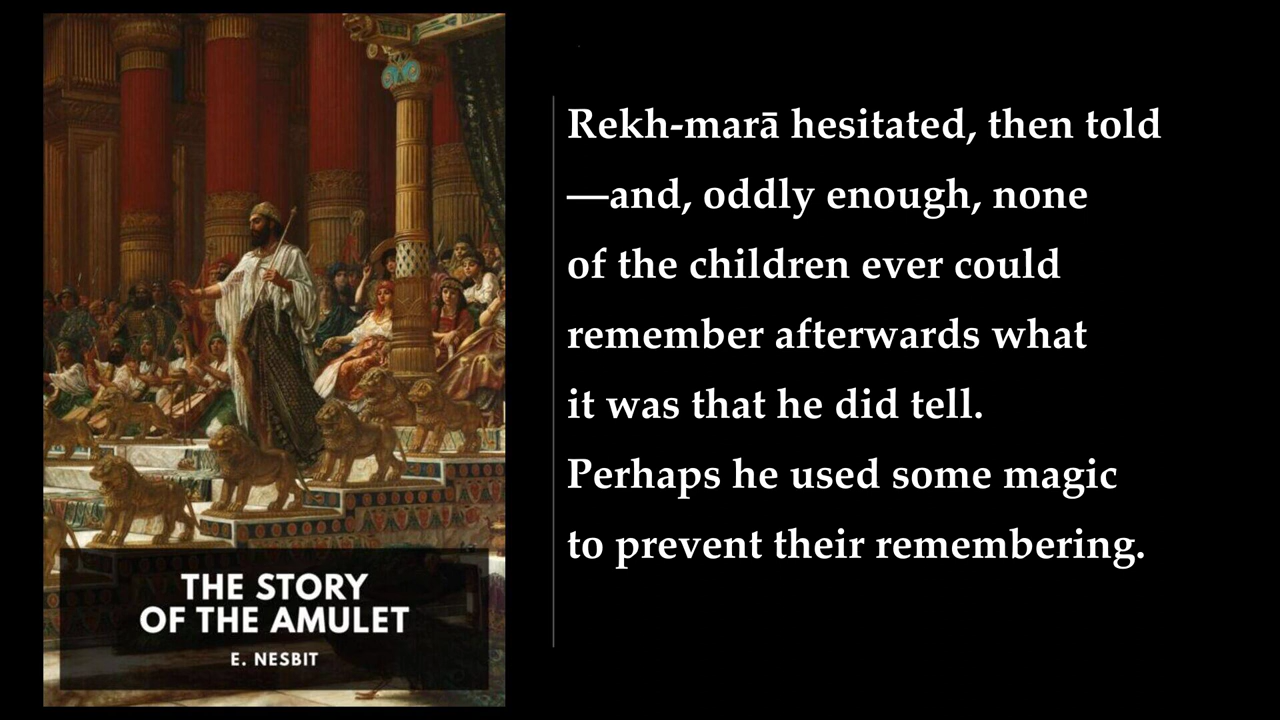 THE STORY
OF THE AMULET
E. NESBIT
Rekh-marā hesitated, then told
—and, oddly enough, none
of the children ever could
remember afterwards what
it was that he did tell.
Perhaps he used some magic
to prevent their remembering.